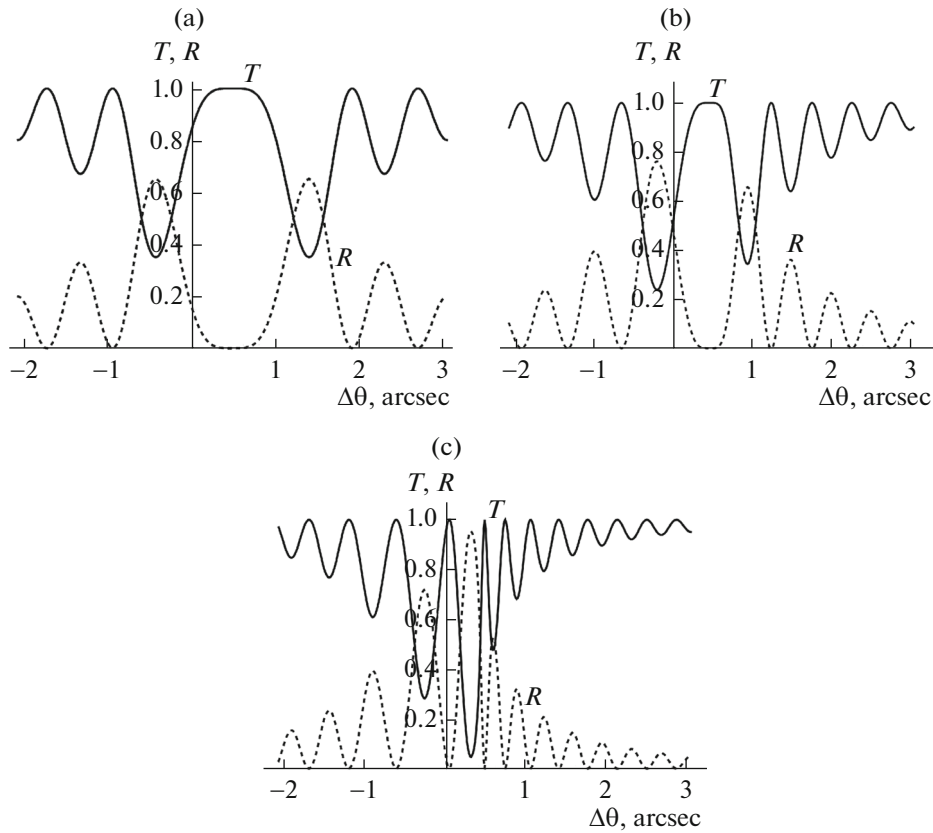 (a)
T, R
T
1.0
0.8
0.6
0.4
R
0.2
−2 −1 1 2 3
Δθ, arcsec
(b)
T, R
T
1.0
0.8
0.6
0.4
R
0.2
−2 −1 1 2 3
Δθ, arcsec
(c)
T, R
T
1.0
0.8
0.6
0.4
R
0.2
−2 −1 1 2 3
Δθ, arcsec